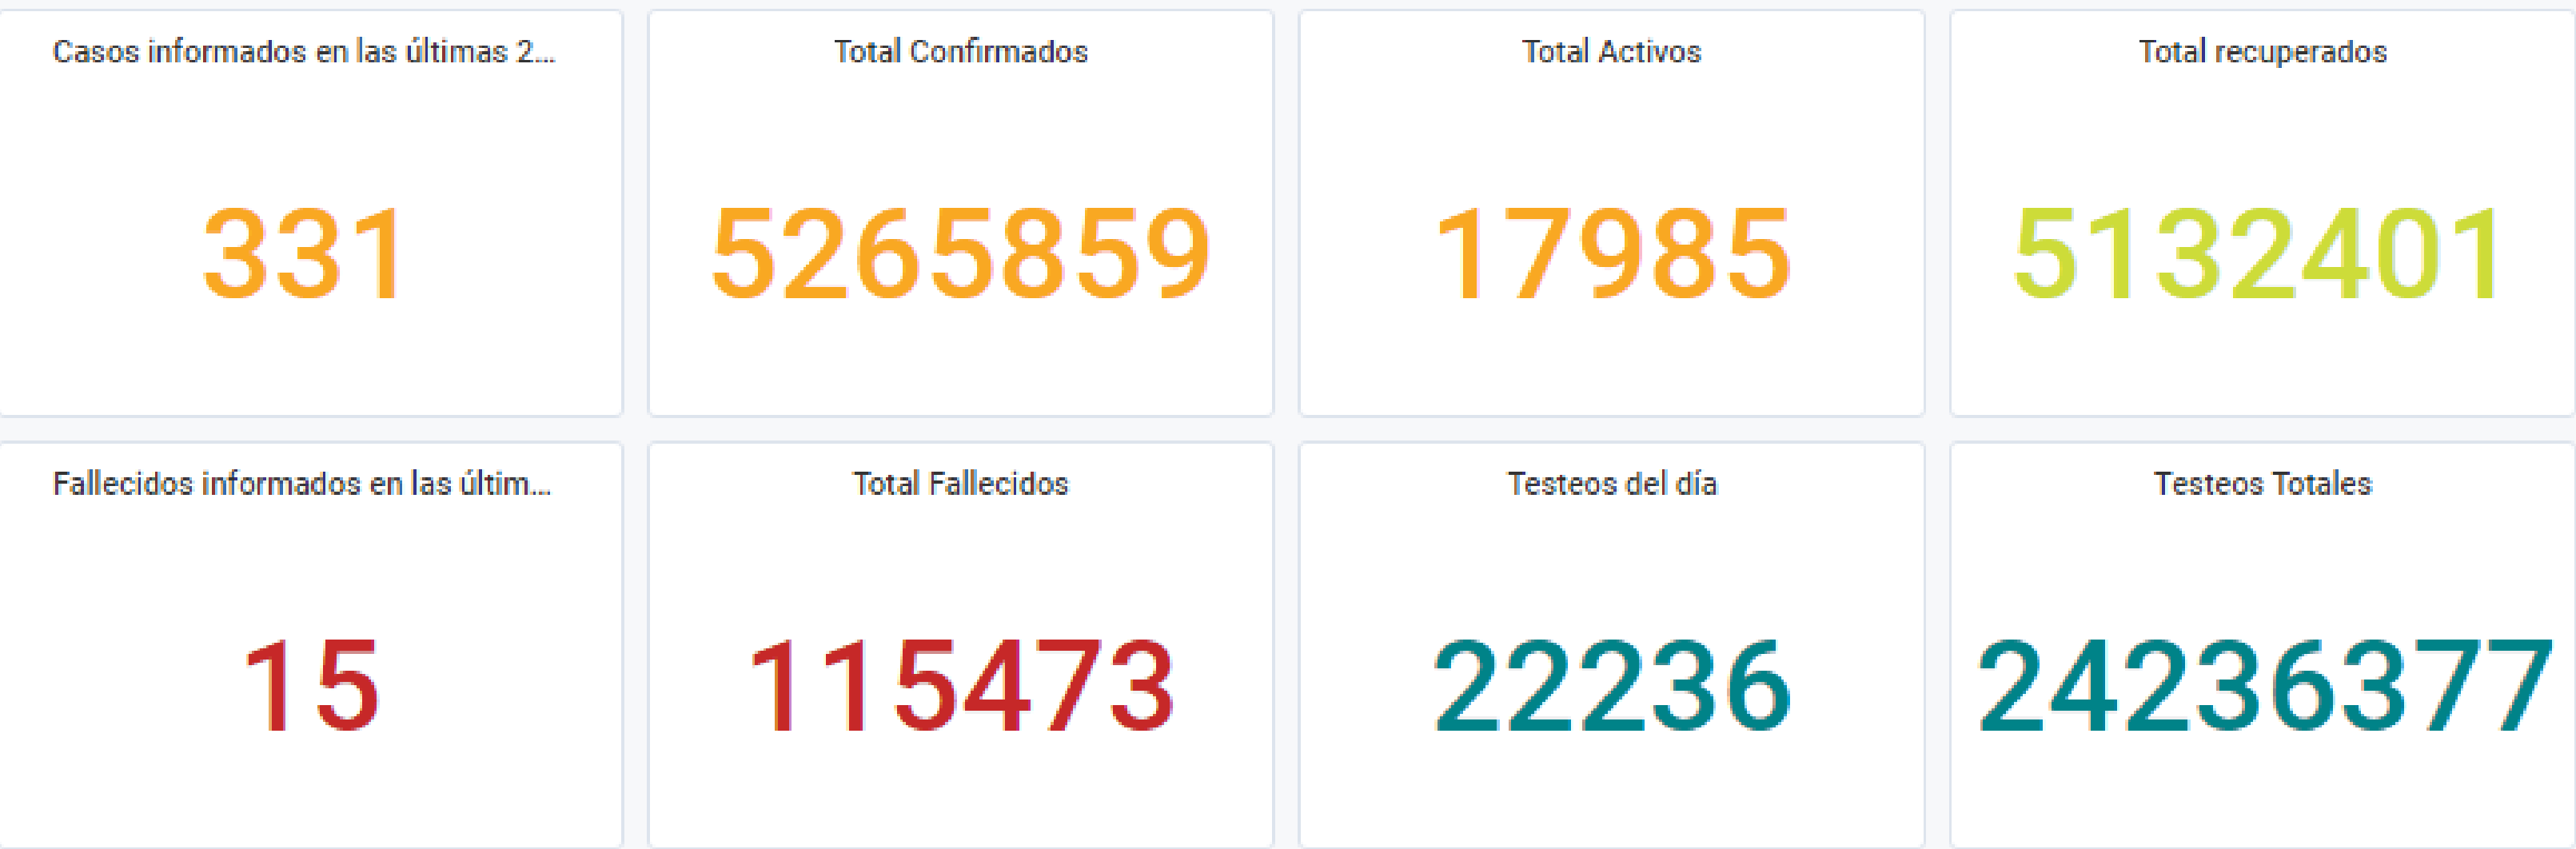 Casos informados en las últimas 2...
331
Total Confirmados
5265859
Total Activos
17985
Total recuperados
5132401
Fallecidos informados en las últim...
15
Total Fallecidos
115473
Testeos del día
22236
Testeos Totales
24236377